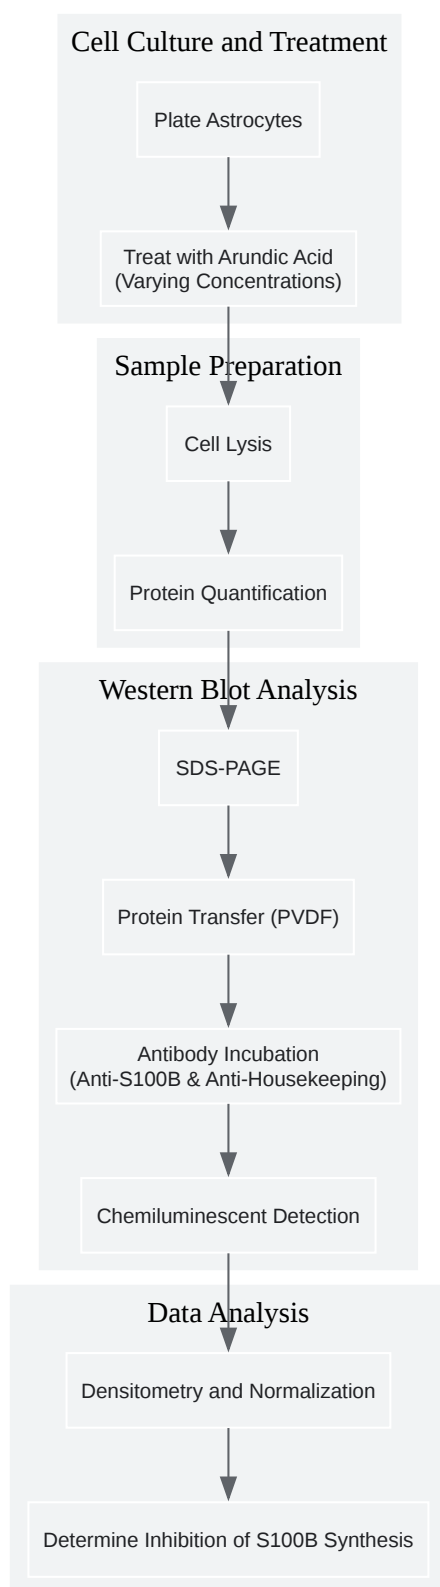 Cell Culture and Treatment
Plate Astrocytes
Treat with Arundic Acid
(Varying Concentrations)
Sample Preparation
Cell Lysis
Protein Quantification
Western Blot Analysis
SDS-PAGE
Protein Transfer (PVDF)
Antibody Incubation
(Anti-S100B & Anti-Housekeeping)
Chemiluminescent Detection
Data Analysis
Densitometry and Normalization
Determine Inhibition of S100B Synthesis